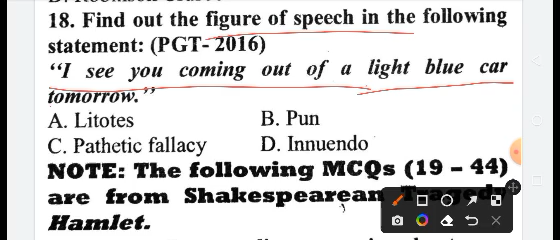 18. Find out the figure of speech in the following
statement: (PGT- 2016)
“I see you coming out of a light blue car
tomorrow.”
A. Litotes B. Pun
C. Pathetic fallacy D. Innuendo
NOTE: The following MCQs (19 – 44)
are from Shakespearean Tragedy
Hamlet.